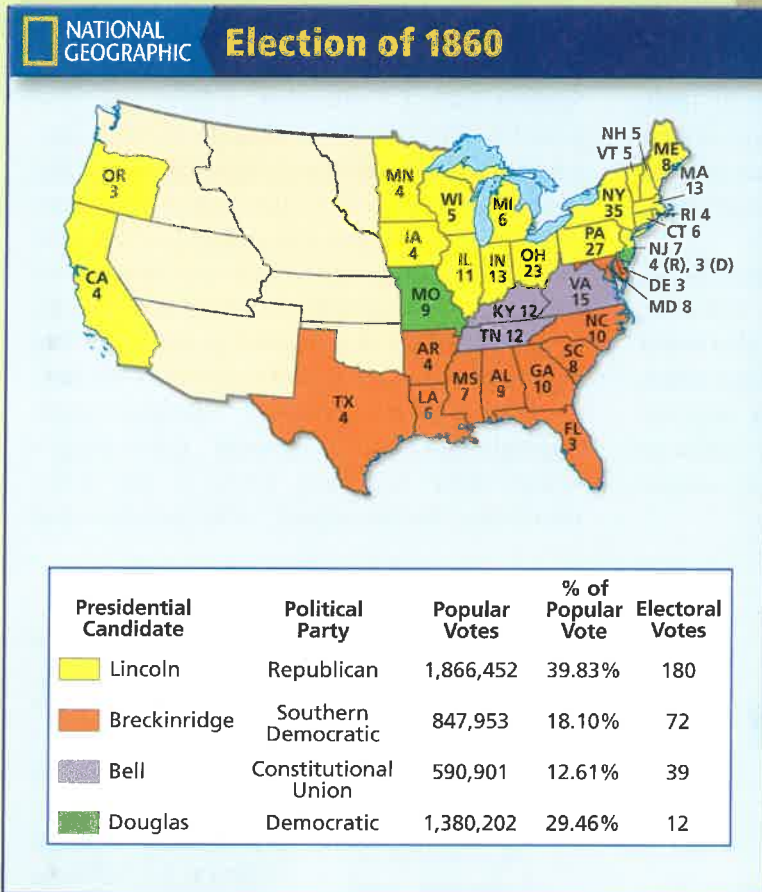 NATIONAL
GEOGRAPHIC
Election of 1860
NH 5
VT 5
ME
8
MA
13
OR
3
MN
4
WI
5
MI
6
NY
35
RI 4
CT 6
IA
4
PA
27
NJ 7
4 (R), 3 (D)
IL
11
IN
13
OH
23
DE 3
MD 8
CA
4
MO
9
KY 12
VA
15
TN 12
NC
10
AR
4
SC
8
MS
7
AL
9
GA
10
TX
4
LA
6
FL
3
Presidential
Candidate
Political
Party
Popular
Votes
% of
Popular
Vote
Electoral
Votes
Lincoln Republican 1,866,452 39.83% 180
Breckinridge Southern
Democratic 847,953 18.10% 72
Bell Constitutional
Union 590,901 12.61% 39
Douglas Democratic 1,380,202 29.46% 12